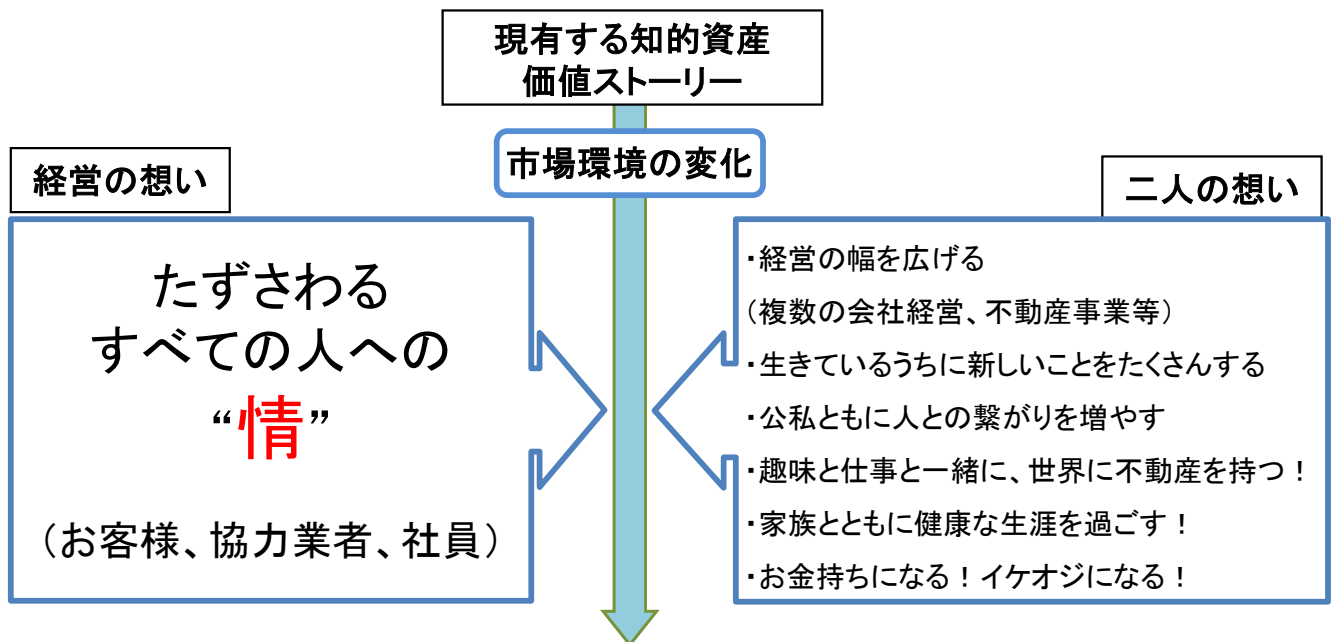 現有する知的資産
価値ストーリー
市場環境の変化
経営の想い
たずさわる
すべての人への
“情”
（お客様、協力業者、社員）
二人の想い
・経営の幅を広げる
（複数の会社経営、不動産事業等）
・生きているうちに新しいことをたくさんする
・公私ともに人との繋がりを増やす
・趣味と仕事と一緒に、世界に不動産を持つ！
・家族とともに健康な生涯を過ごす！
・お金持ちになる！イケオジになる！